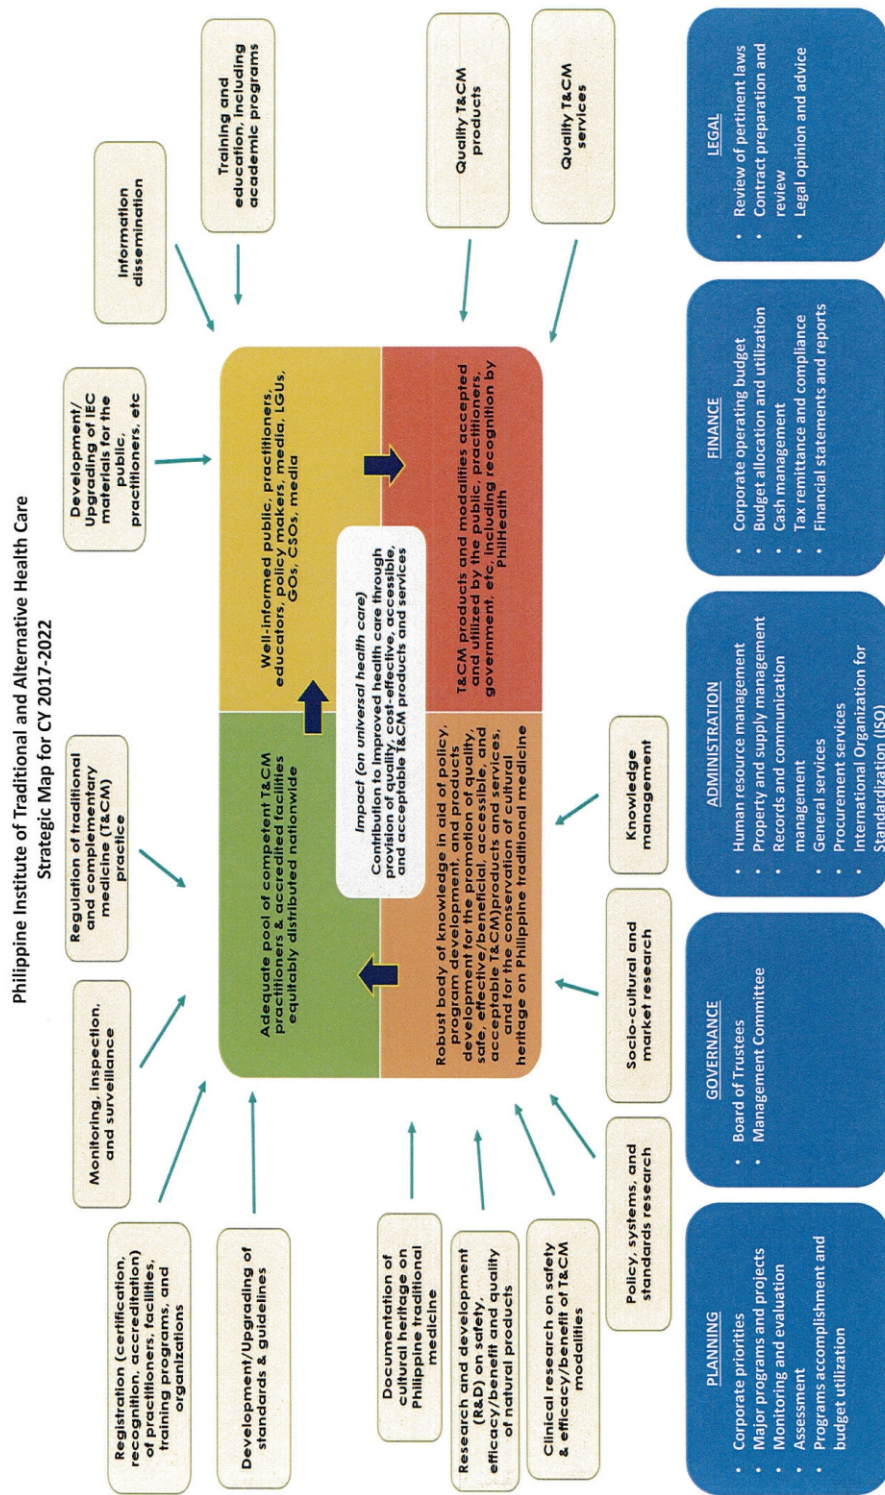 Philippine Institute of Traditional and Alternative Health Care
Strategic Map for CY 2017-2022
Registration (certification,
recognition, accreditation)
of practitioners, facilities,
training programs, and
organizations
Monitoring, inspection,
and surveillance
Regulation of traditional
and complementary
medicine (T&CM)
practice
Development/
Upgrading of IEC
materials for the
public,
practitioners, etc
Information
dissemination
Training and
education, including
academic programs
Development/Upgrading of
standards & guidelines
Adequate pool of competent T&CM
practitioners & accredited facilities
equitably distributed nationwide
Well-informed public, practitioners,
educators, policy makers, media, LGUs,
GOs, CSOs, media
Impact (on universal health care)
Contribution to Improved health care through
provision of quality, cost-effective, accessible,
and acceptable T&CM products and services
Robust body of knowledge in aid of policy,
program development, and products
development for the promotion of quality,
safe, effective/beneficial, accessible, and
acceptable T&CM)products and services,
and for the conservation of cultural
heritage on Philippine traditional medicine
T&CM products and modalities accepted
and utilized by the public, practitioners,
government, etc, including recognition by
PhilHealth
Quality T&CM
products
Quality T&CM
services
Documentation of
cultural heritage on
Philippine traditional
medicine
Research and development
(R&D) on safety,
efficacy/benefit and quality
of natural products
Clinical research on safety
& efficacy/benefit of T&CM
modalities
Policy, systems, and
standards research
Socio-cultural and
market research
Knowledge
management
PLANNING
• Corporate priorities
• Major programs and projects
• Monitoring and evaluation
• Assessment
• Programs accomplishment and
budget utilization
GOVERNANCE
• Board of Trustees
• Management Committee
ADMINISTRATION
• Human resource management
• Property and supply management
• Records and communication
management
• General services
• Procurement services
• International Organization for
Standardization (ISO)
FINANCE
• Corporate operating budget
• Budget allocation and utilization
• Cash management
• Tax remittance and compliance
• Financial statements and reports
LEGAL
• Review of pertinent laws
• Contract preparation and
review
• Legal opinion and advice